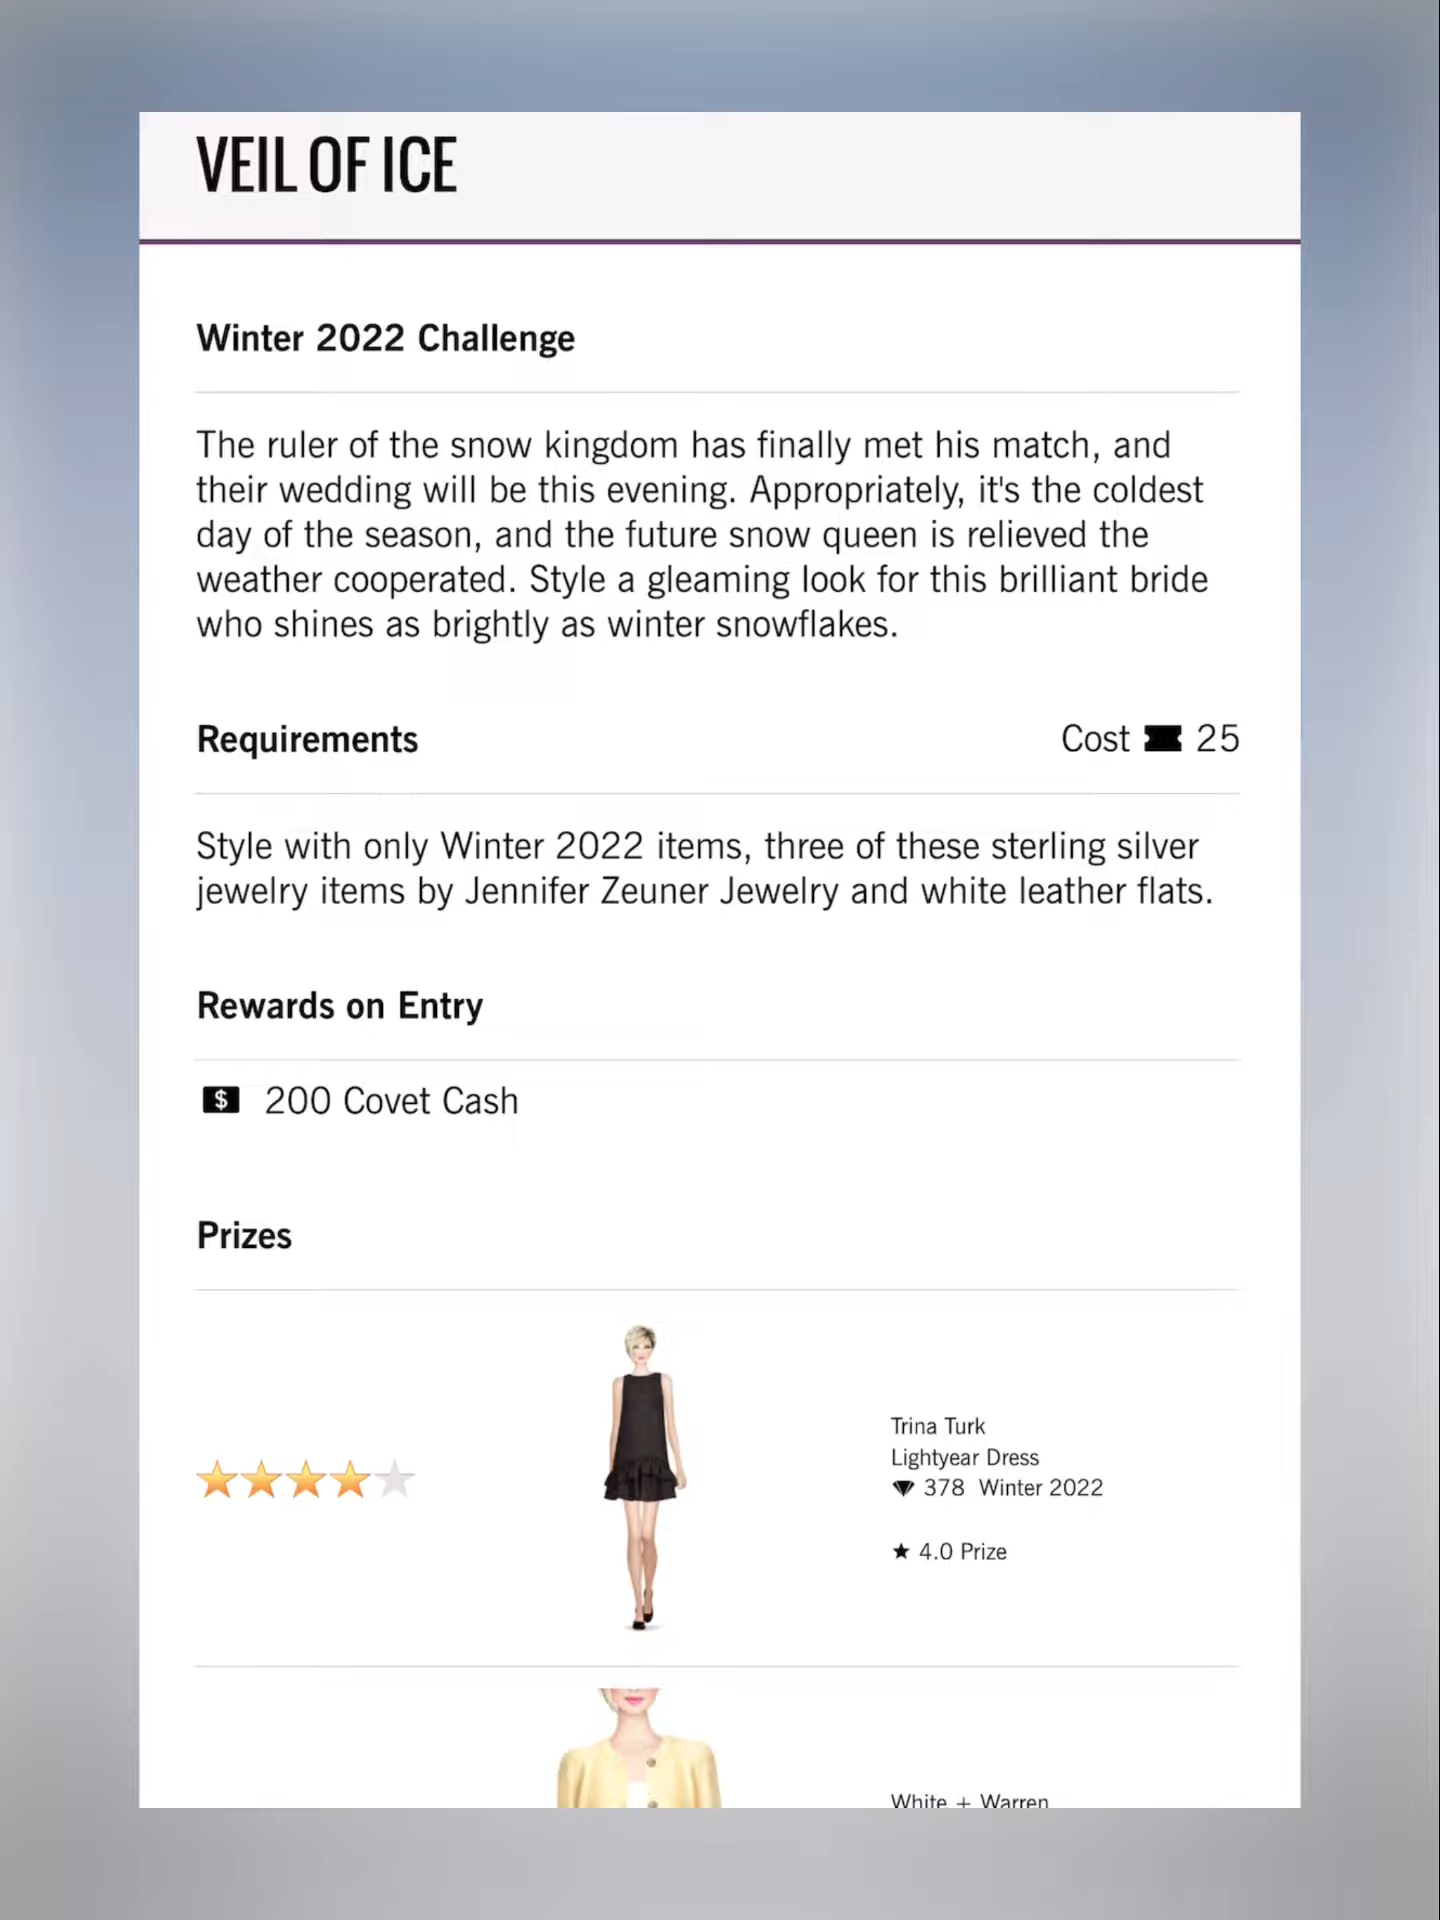 VEIL OF ICE
Winter 2022 Challenge
The ruler of the snow kingdom has finally met his match, and
their wedding will be this evening. Appropriately, it's the coldest
day of the season, and the future snow queen is relieved the
weather cooperated. Style a gleaming look for this brilliant bride
who shines as brightly as winter snowflakes.
Requirements
Cost 25
Style with only Winter 2022 items, three of these sterling silver
jewelry items by Jennifer Zeuner Jewelry and white leather flats.
Rewards on Entry
$ 200 Covet Cash
Prizes
Trina Turk
Lightyear Dress
378 Winter 2022
★ 4.0 Prize
White + Warren